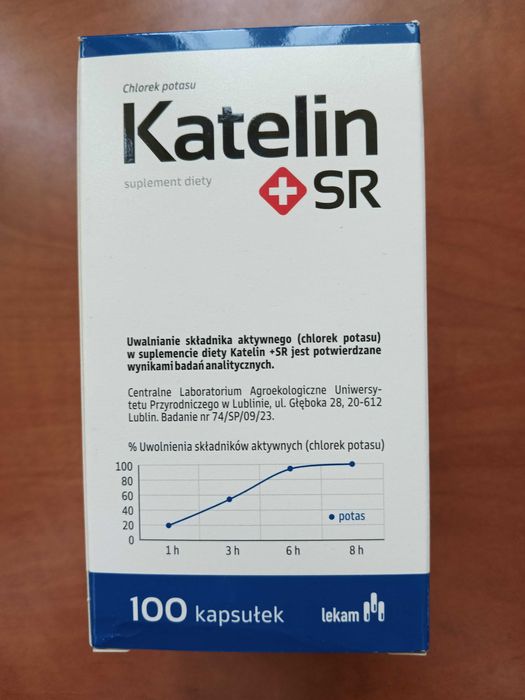 Chlorek potasu
Katelin
suplement diety
+ SR
Uwalnianie składnika aktywnego (chlorek potasu)
w suplemencie diety Katelin +SR jest potwierdzane
wynikami badań analitycznych.
Centralne Laboratorium Agroekologiczne Uniwersy-
tetu Przyrodniczego w Lublinie, ul. Głęboka 28, 20-612
Lublin. Badanie nr 74/SP/09/23.
% Uwolnienia składników aktywnych (chlorek potasu)
100
80
60
40
20
0
potas
1 h 3 h 6 h 8 h
100 kapsułek
lekam